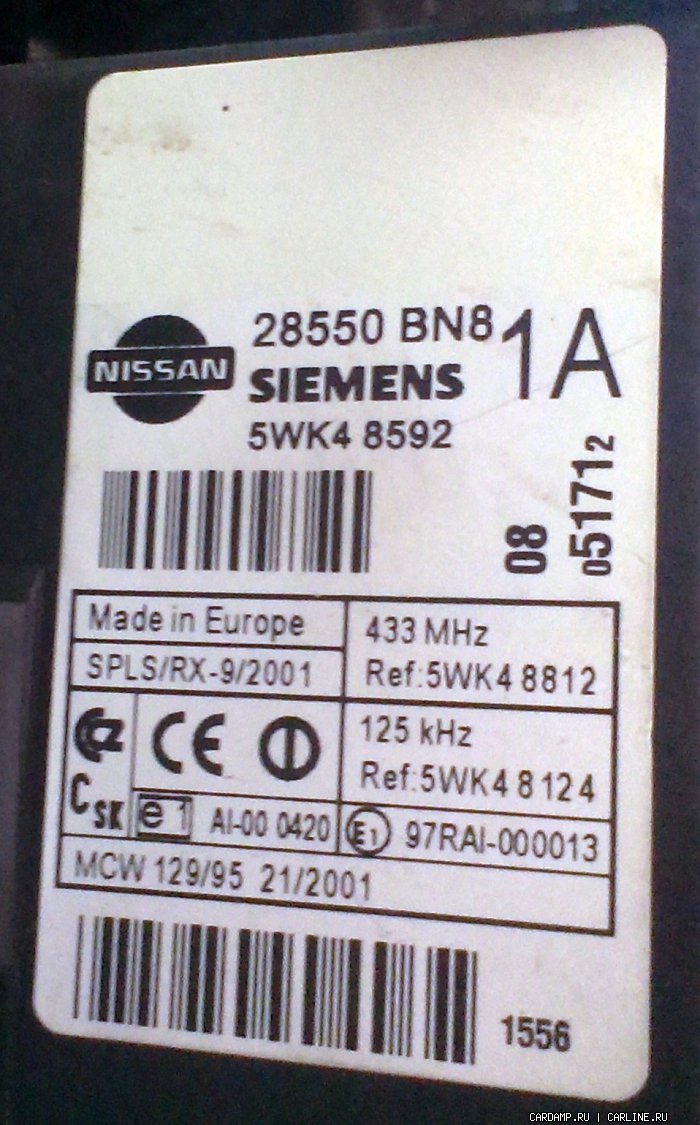 28550 BN8 1A
NISSAN
SIEMENS
5WK4 8592
08
051712
Made in Europe
433 MHz
SPLS/RX-9/2001
Ref:5WK4 8812
125 kHz
CE
Ref:5WK4 8124
C SK
e 1 AI-00 0420
E1 97RAI-000013
MCW 129/95 21/2001
1556
CARDAMP.RU | CARLINE.RU